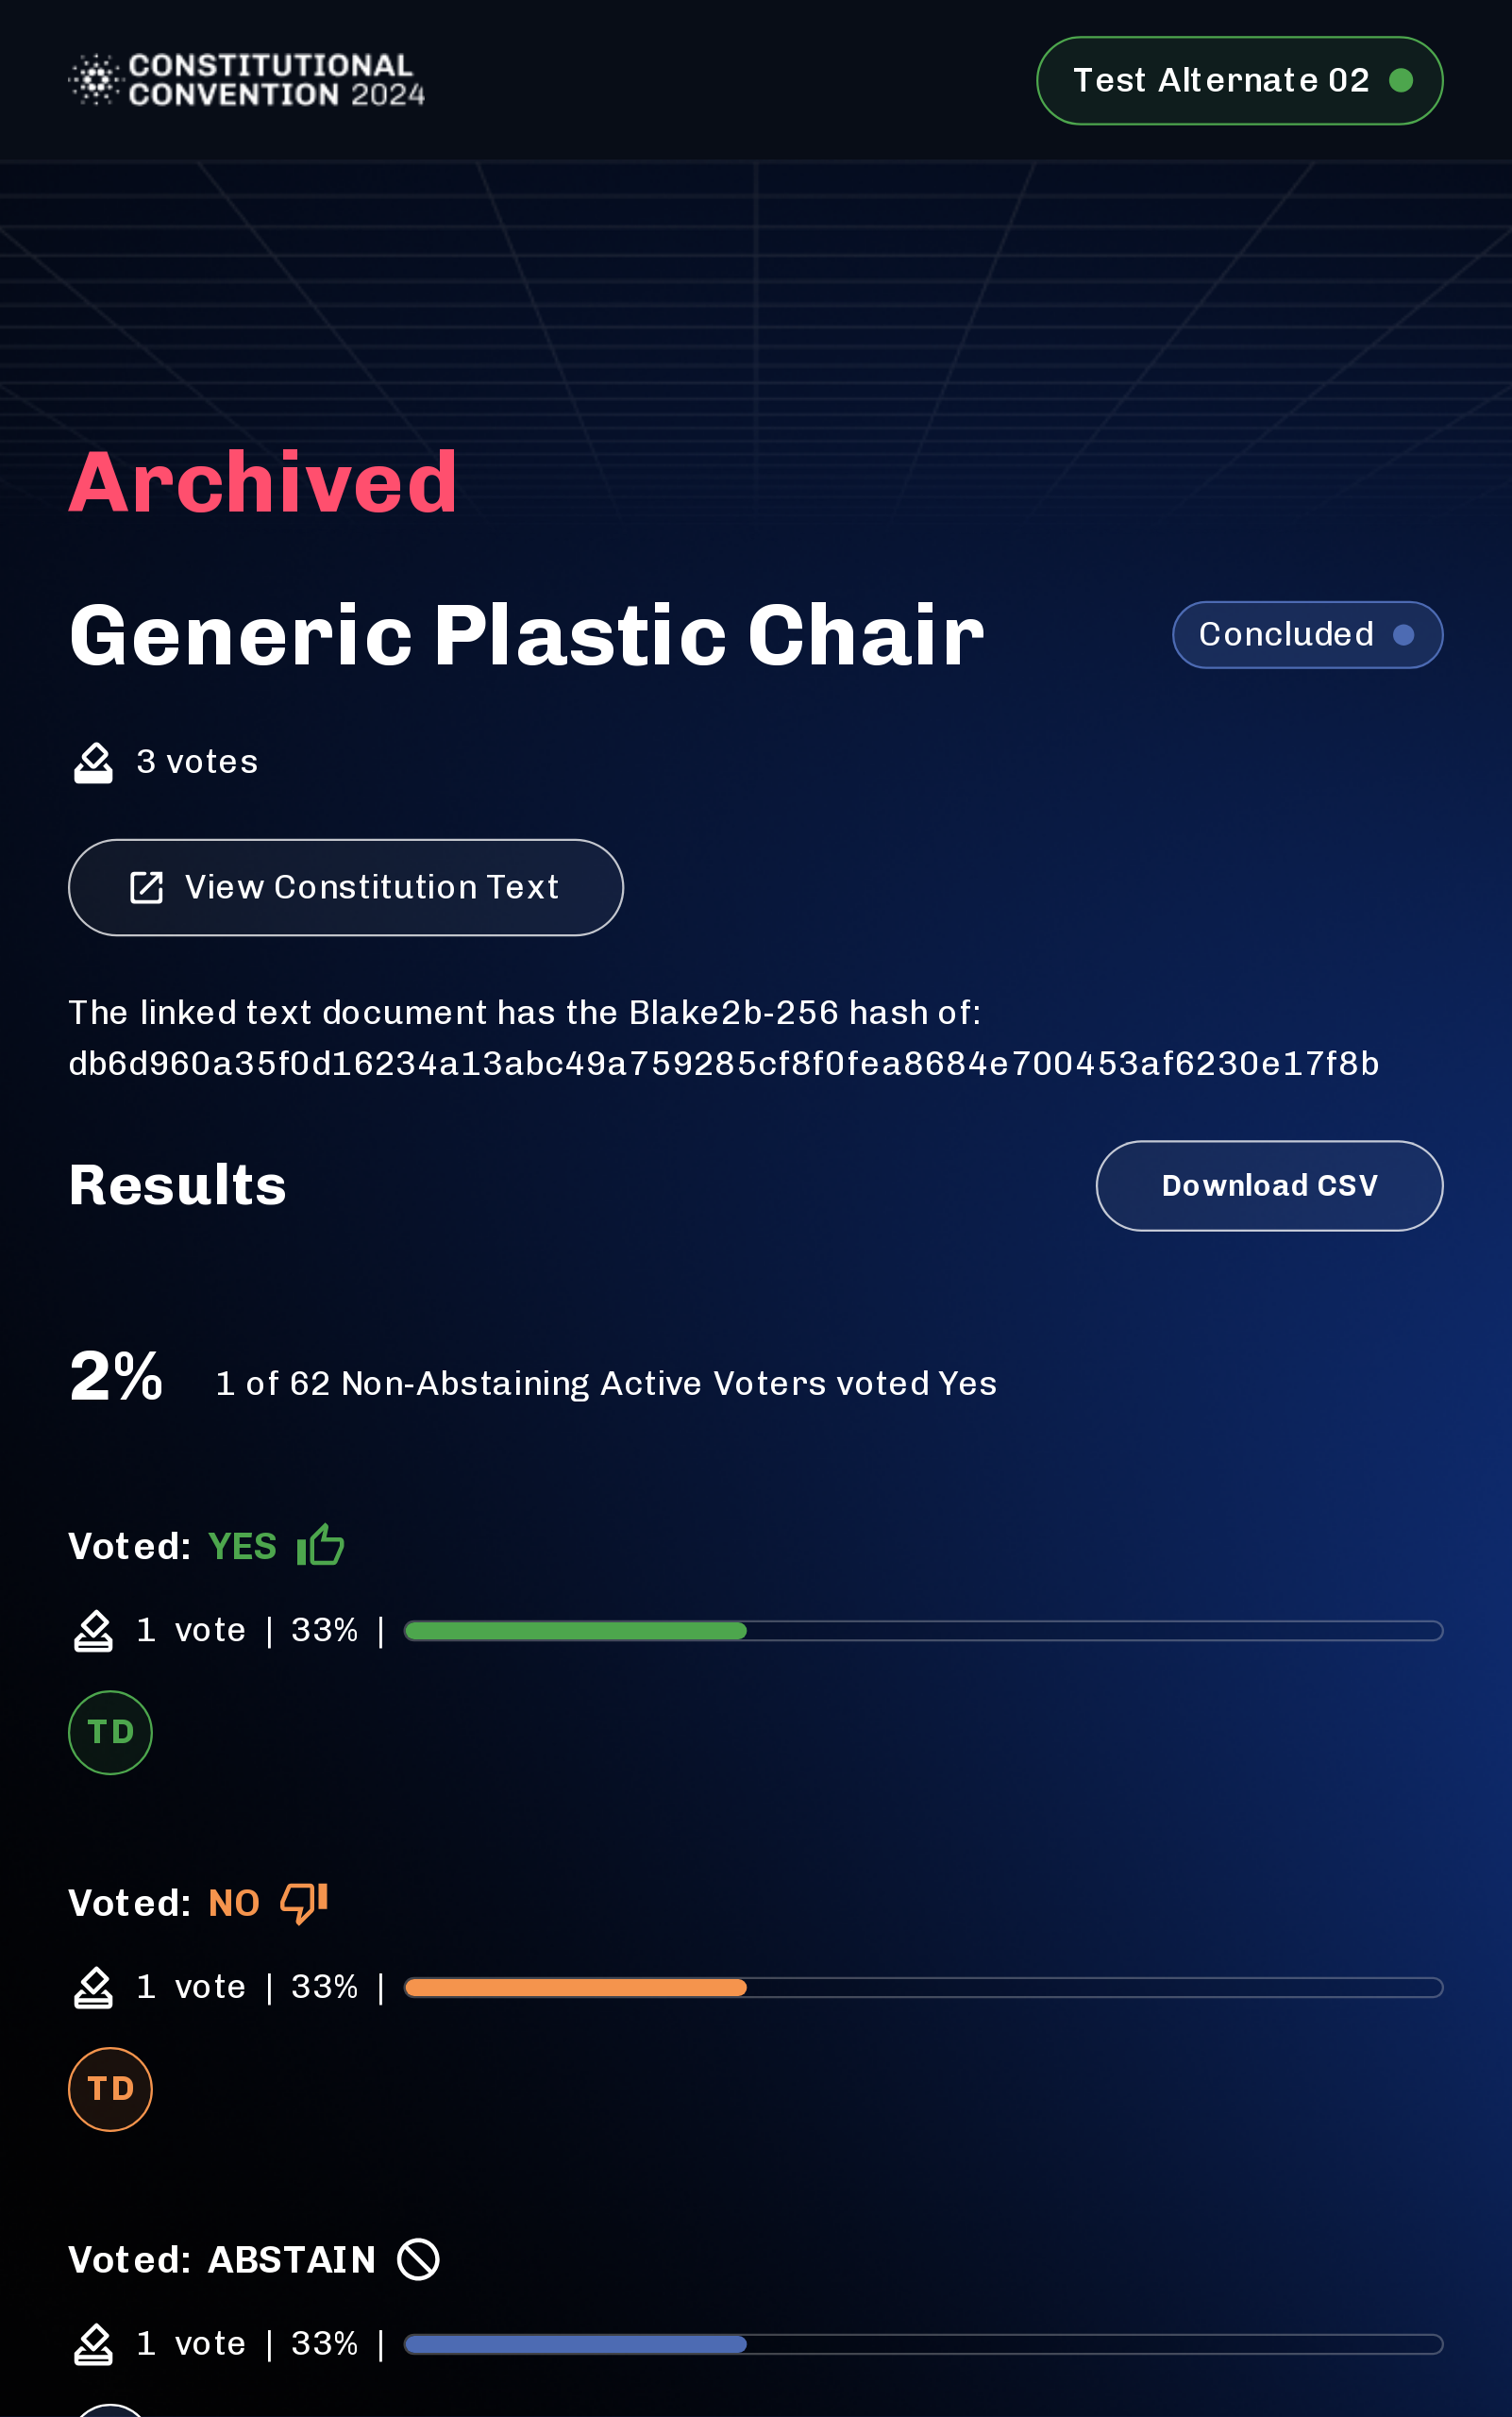 CONSTITUTIONAL
CONVENTION 2024
Test Alternate 02
Archived
Generic Plastic Chair
Concluded
3 votes
View Constitution Text
The linked text document has the Blake2b-256 hash of:
db6d960a35f0d16234a13abc49a759285cf8f0fea8684e700453af6230e17f8b
Results
Download CSV
2%
1 of 62 Non-Abstaining Active Voters voted Yes
Voted: YES
1 vote | 33% |
TD
Voted: NO
1 vote | 33% |
TD
Voted: ABSTAIN
1 vote | 33% |